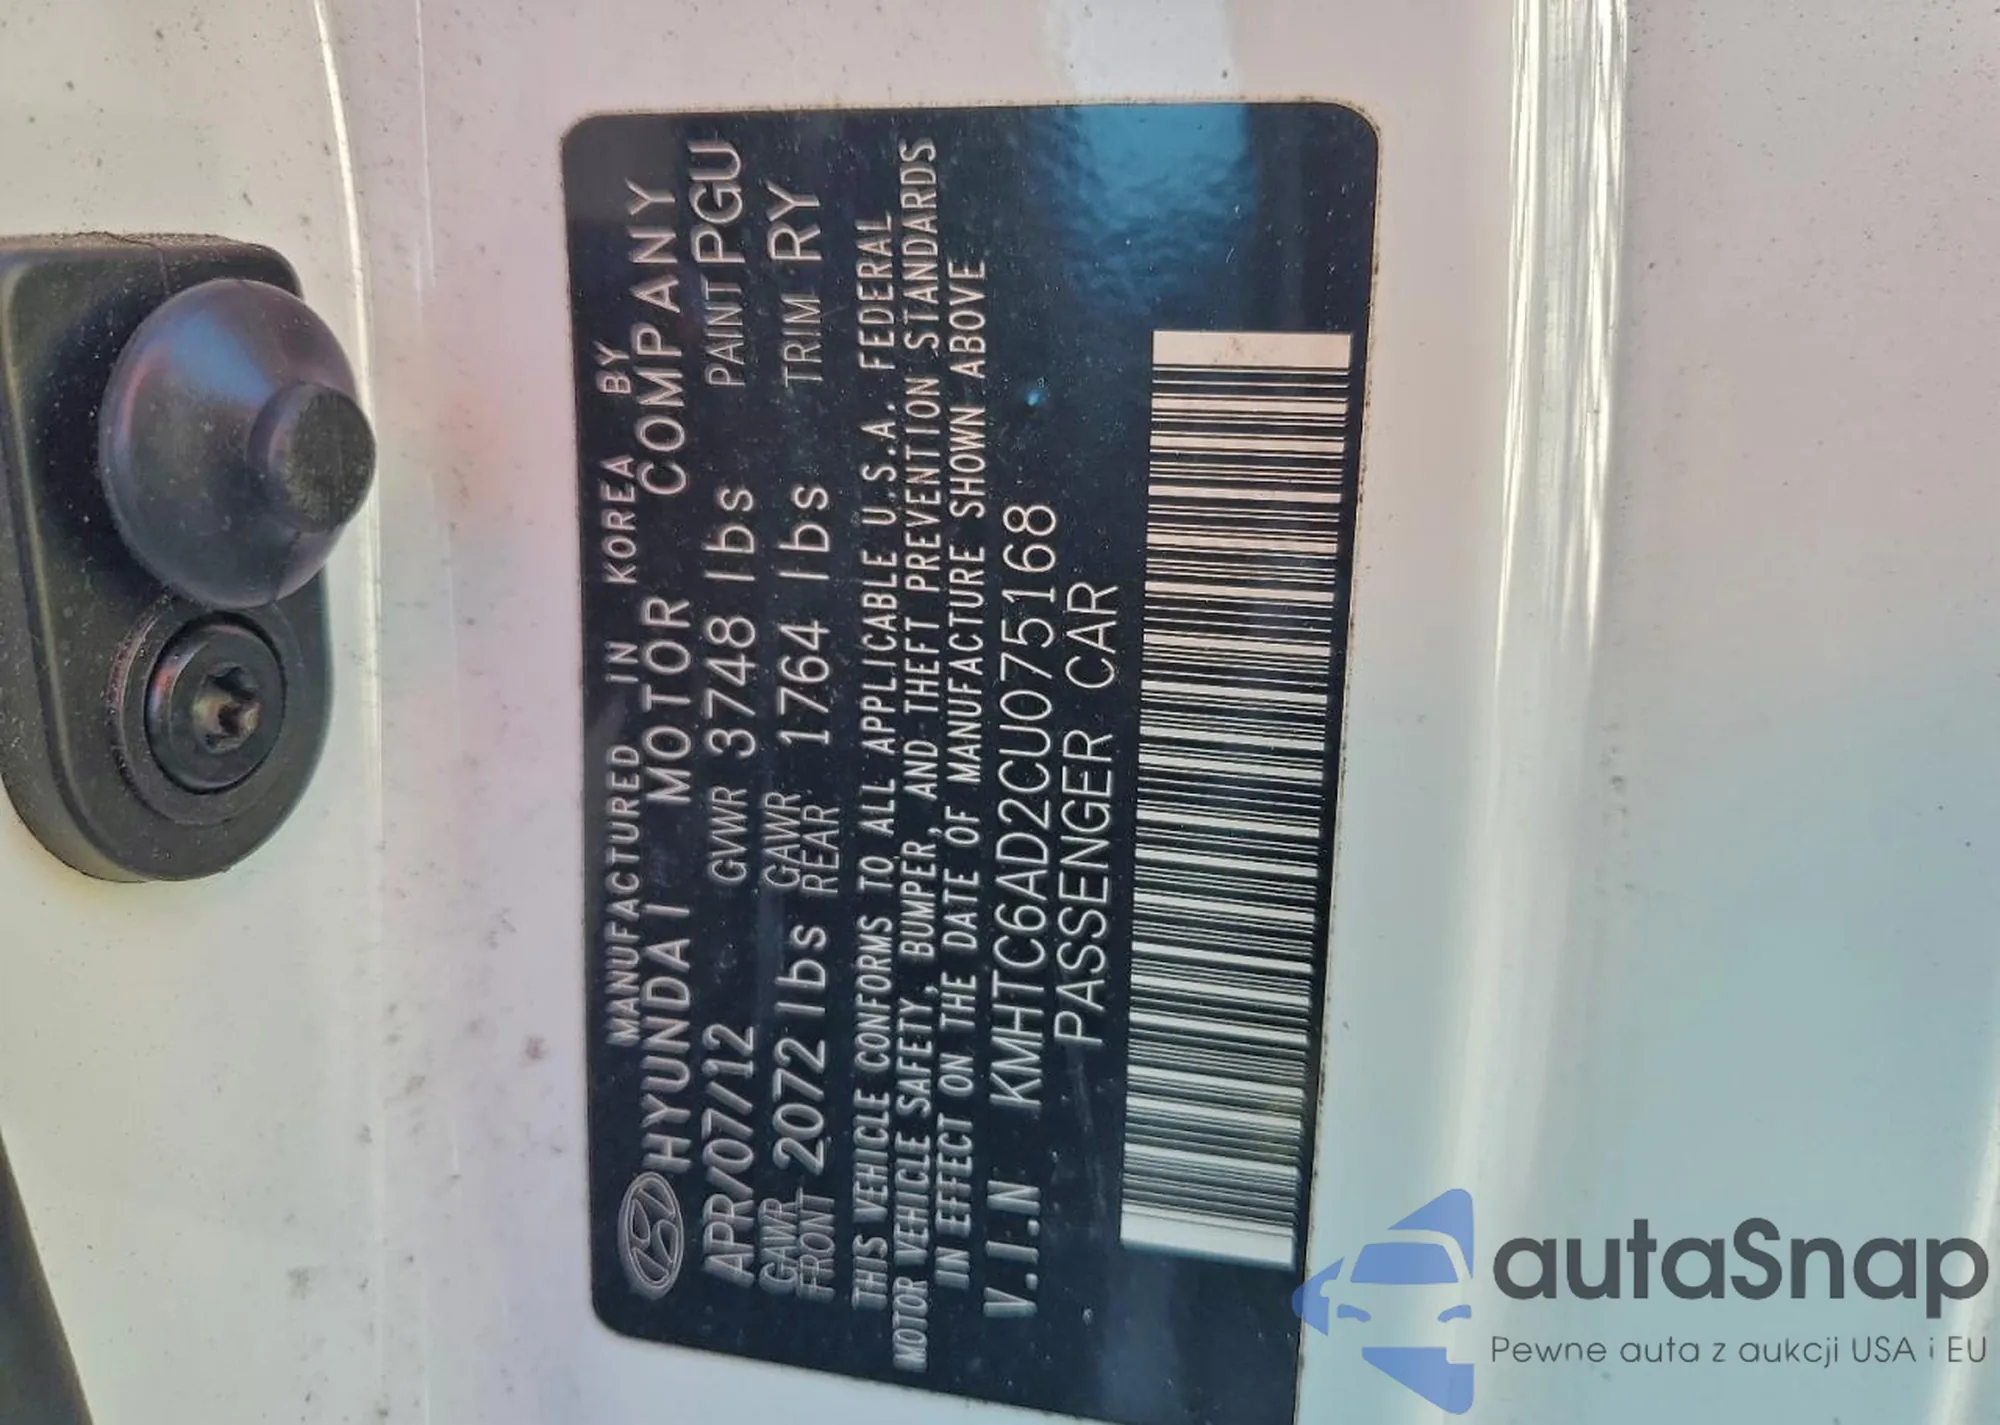 MANUFACTURED IN KOREA BY
HYUNDAI MOTOR COMPANY
APR/07/12 GVWR 3748 lbs PAINT PGU
GAWR FRONT 2072 lbs GAWR REAR 1764 lbs TRIM RY
THIS VEHICLE CONFORMS TO ALL APPLICABLE U.S.A. FEDERAL
MOTOR VEHICLE SAFETY, BUMPER, AND THEFT PREVENTION STANDARDS
IN EFFECT ON THE DATE OF MANUFACTURE SHOWN ABOVE
V.I.N KMHTC6AD2CU075168
PASSENGER CAR
autaSnap
Pewne auta z aukcji USA i EU